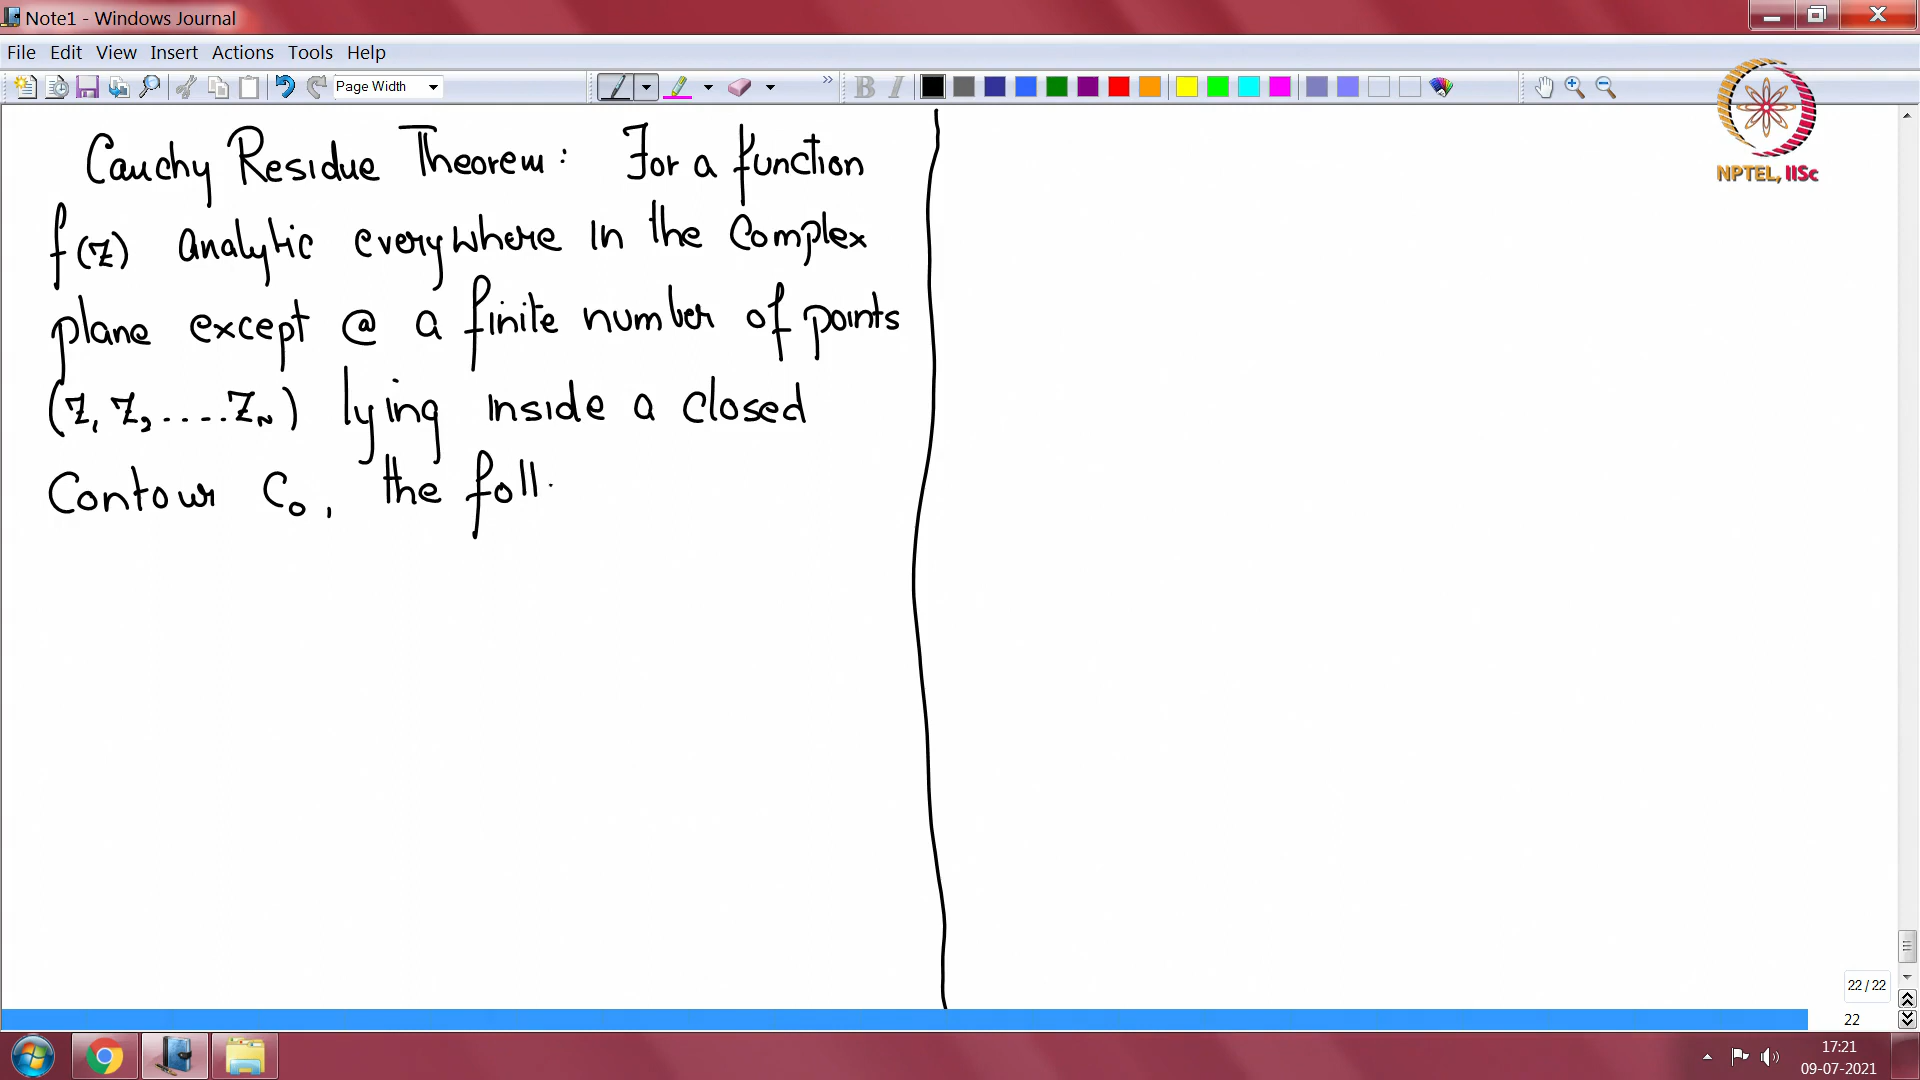 Note1 - Windows Journal
File Edit View Insert Actions Tools Help
Page Width
B I
NPTEL, IISc
Cauchy Residue Theorem: For a function
f(z) analytic everywhere in the complex
plane except @ a finite number of points
(z₁ z₂ .... z_N) lying inside a closed
Contour C₀, the foll.
22 / 22
22
17:21
09-07-2021